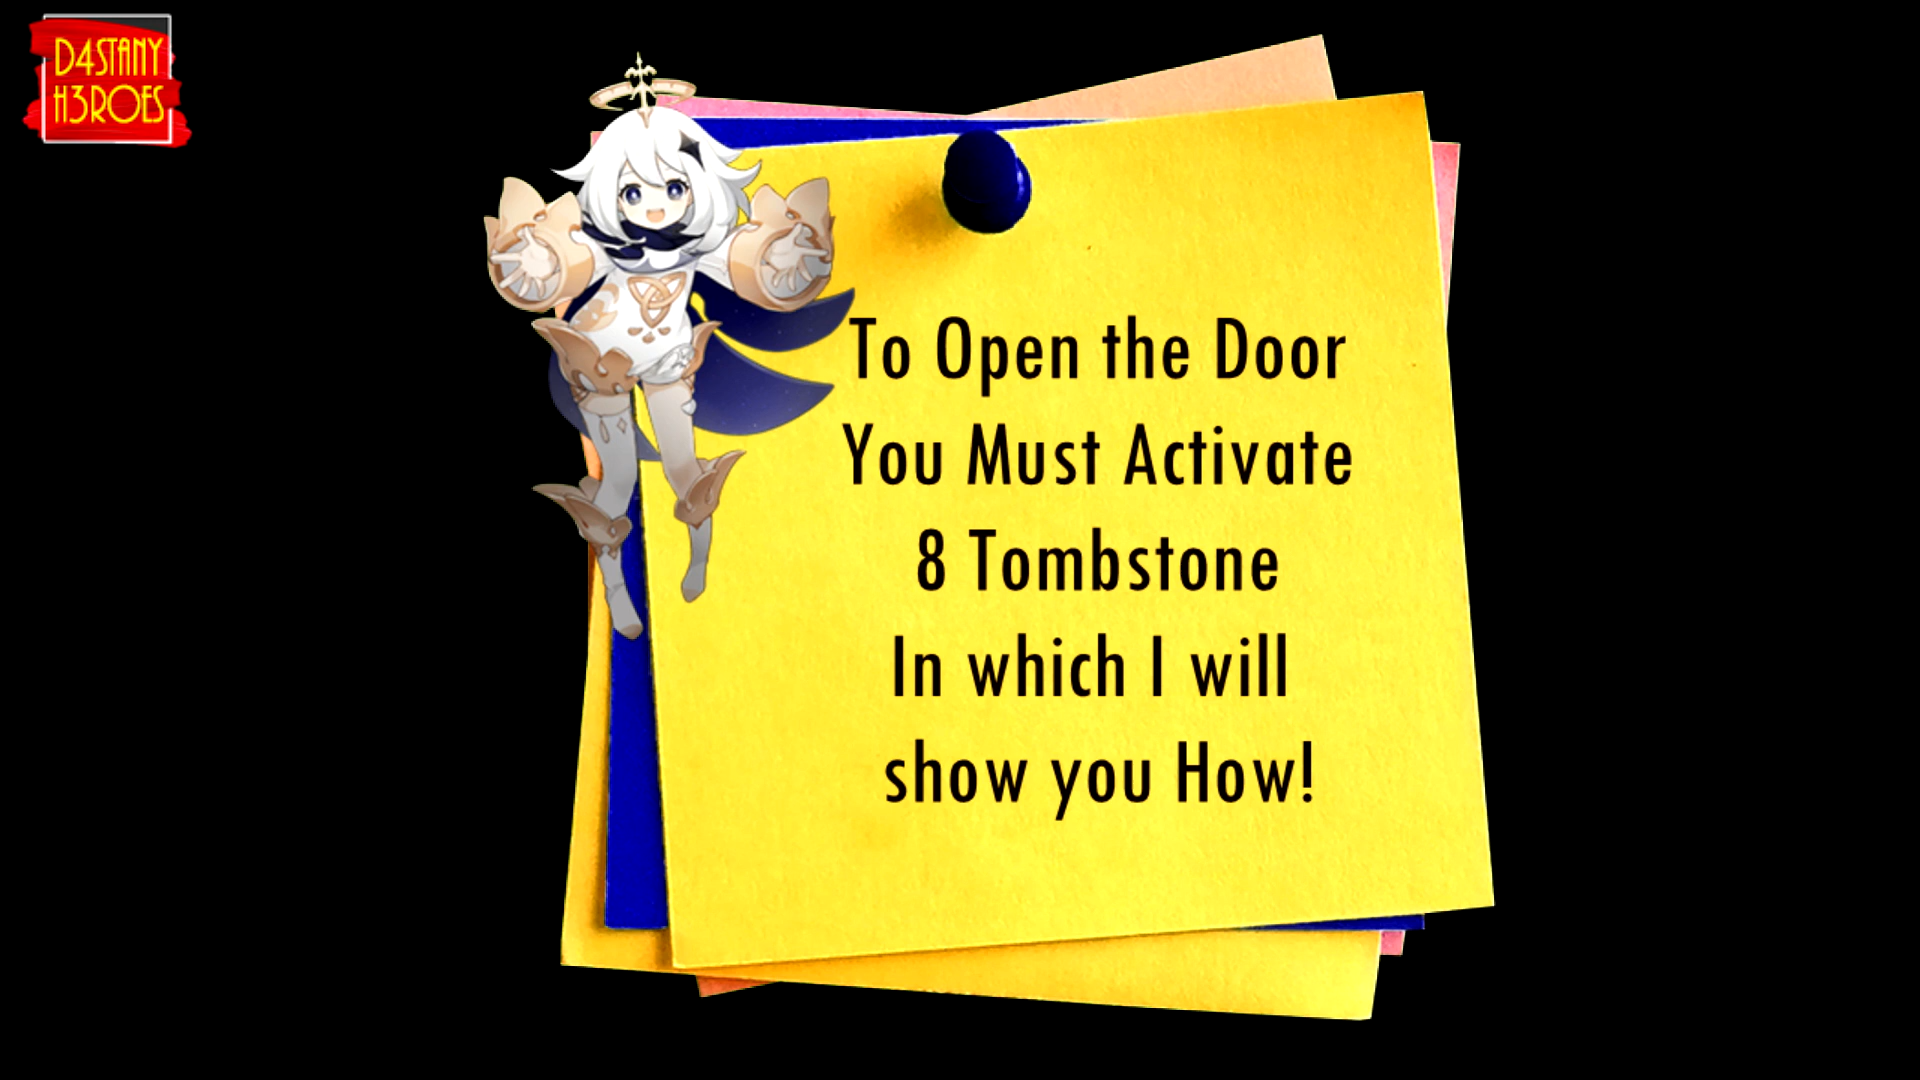 D4STANY
H3ROES
To Open the Door
You Must Activate
8 Tombstone
In which I will
show you How!